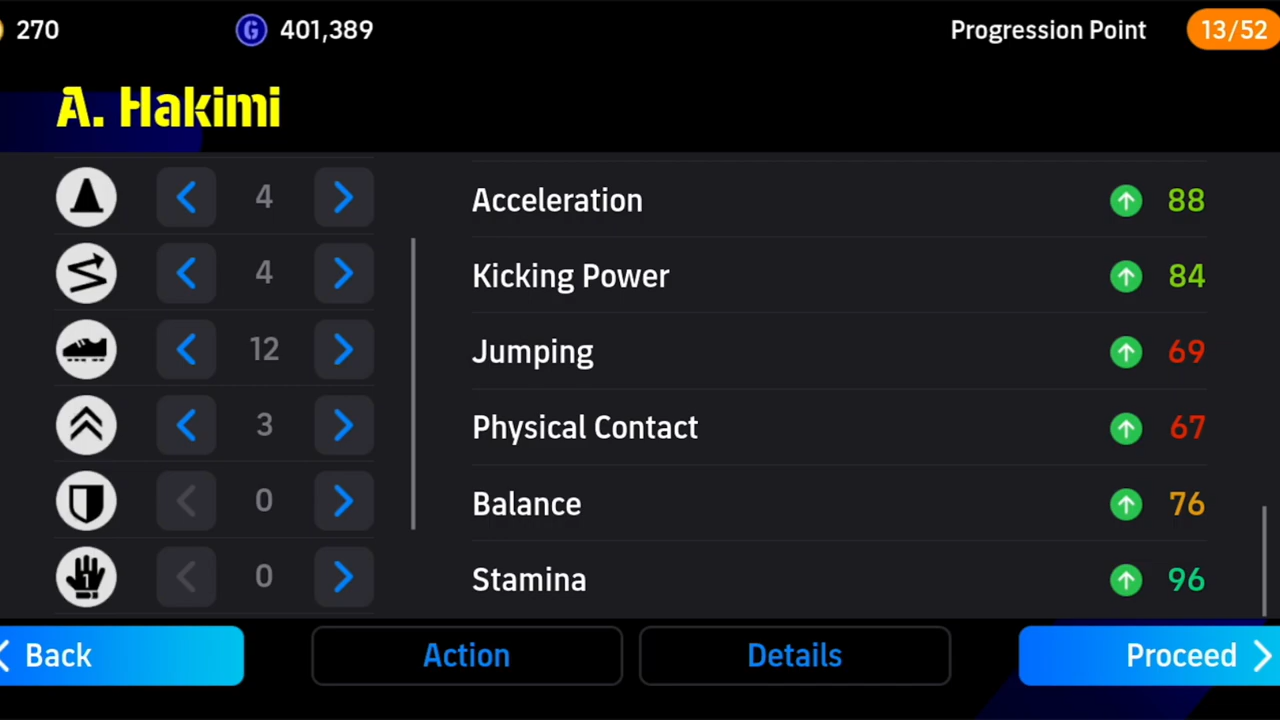 270 G 401,389 Progression Point 13/52
A. Hakimi
4 Acceleration 88
4 Kicking Power 84
12 Jumping 69
3 Physical Contact 67
0 Balance 76
1 0 Stamina 96
Back Action Details Proceed